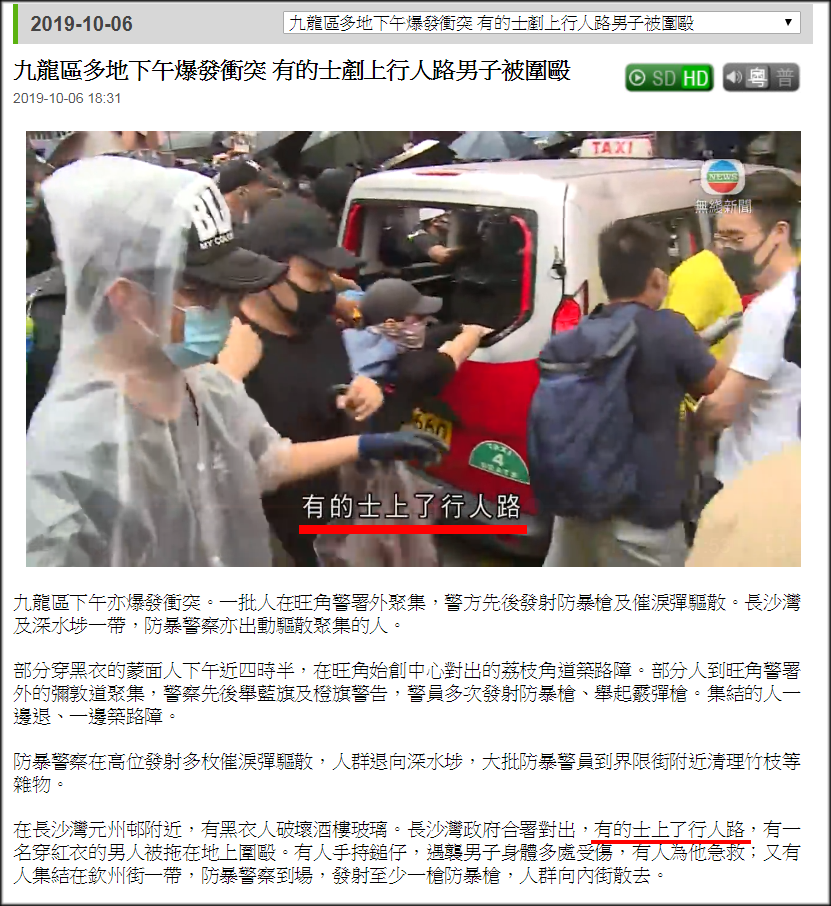 2019-10-06
九龍區多地下午爆發衝突 有的士剷上行人路男子被圍毆
九龍區多地下午爆發衝突 有的士剷上行人路男子被圍毆
SD HD
粵 普
2019-10-06 18:31
TAXI
NEWS
無綫新聞
MY COLOR
660
TAXI
4
SEATS
有的士上了行人路
九龍區下午亦爆發衝突。一批人在旺角警署外聚集，警方先後發射防暴槍及催淚彈驅散。長沙灣
及深水埗一帶，防暴警察亦出動驅散聚集的人。
部分穿黑衣的蒙面人下午近四時半，在旺角始創中心對出的荔枝角道築路障。部分人到旺角警署
外的彌敦道聚集，警察先後舉藍旗及橙旗警告，警員多次發射防暴槍、舉起霰彈槍。集結的人一
邊退、一邊築路障。
防暴警察在高位發射多枚催淚彈驅散，人群退向深水埗，大批防暴警員到界限街附近清理竹枝等
雜物。
在長沙灣元州邨附近，有黑衣人破壞酒樓玻璃。長沙灣政府合署對出，有的士上了行人路，有一
名穿紅衣的男人被拖在地上圍毆。有人手持鎚仔，遇襲男子身體多處受傷，有人為他急救；又有
人集結在欽州街一帶，防暴警察到場，發射至少一槍防暴槍，人群向內街散去。